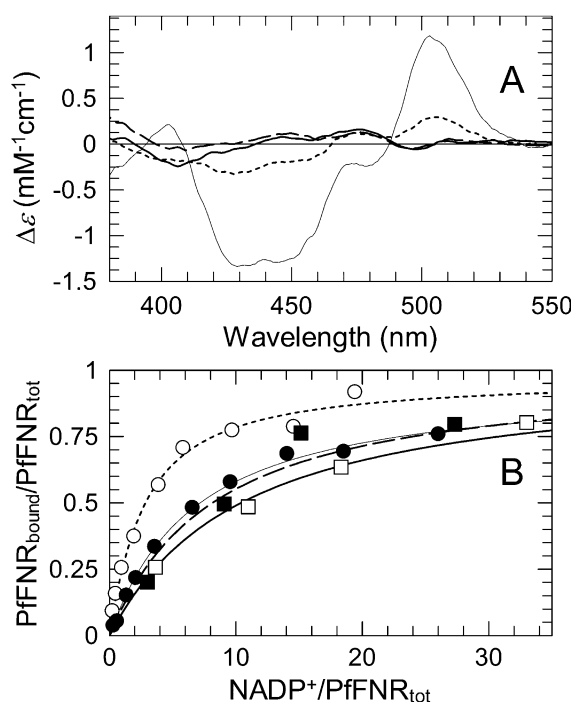 A
1
0.5
0
-0.5
-1
-1.5
Δε (mM⁻¹cm⁻¹)
400 450 500 550
Wavelength (nm)
B
1
0.75
0.5
0.25
0
PfFNRbound/PfFNRtot
0 10 20 30
NADP⁺/PfFNRtot